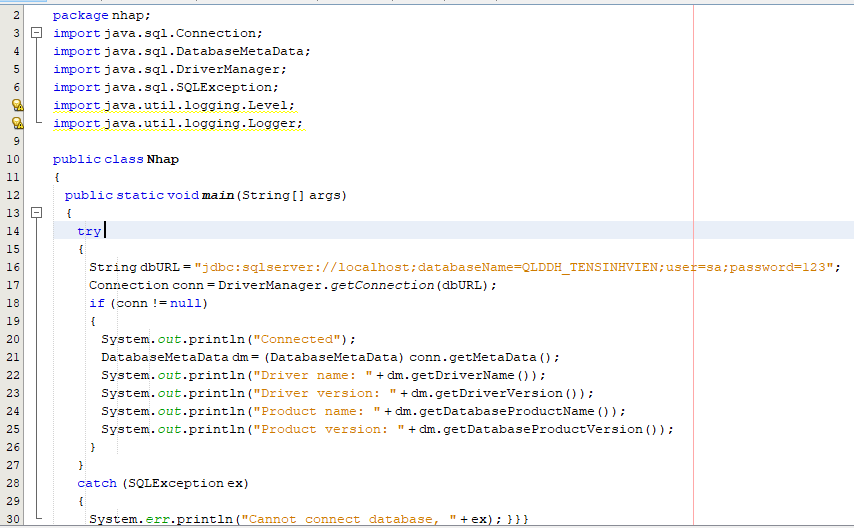 2 package nhap;
3 import java.sql.Connection;
4 import java.sql.DatabaseMetaData;
5 import java.sql.DriverManager;
6 import java.sql.SQLException;
import java.util.logging.Level;
import java.util.logging.Logger;
9
10 public class Nhap
11 {
12 public static void main(String[] args)
13 {
14 try
15 {
16 String dbURL = "jdbc:sqlserver://localhost;databaseName=QLDDH_TENSINHVIEN;user=sa;password=123";
17 Connection conn = DriverManager.getConnection(dbURL);
18 if (conn != null)
19 {
20 System.out.println("Connected");
21 DatabaseMetaData dm = (DatabaseMetaData) conn.getMetaData();
22 System.out.println("Driver name: " + dm.getDriverName());
23 System.out.println("Driver version: " + dm.getDriverVersion());
24 System.out.println("Product name: " + dm.getDatabaseProductName());
25 System.out.println("Product version: " + dm.getDatabaseProductVersion());
26 }
27 }
28 catch (SQLException ex)
29 {
30 System.err.println("Cannot connect database, " + ex); }}}